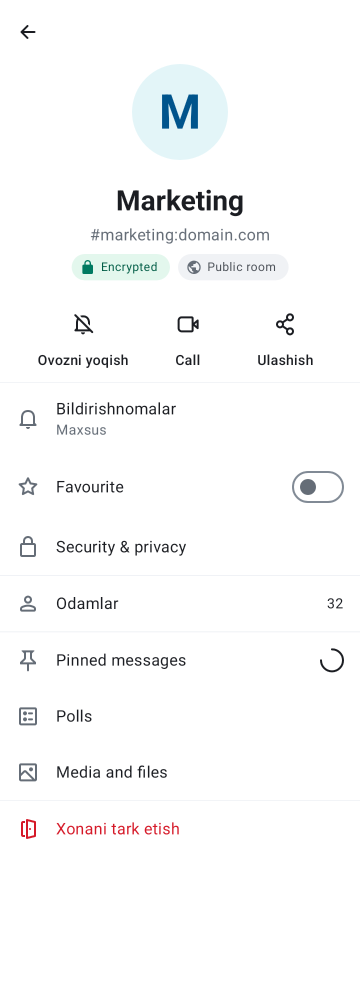 M
Marketing
#marketing:domain.com
Encrypted
Public room
Ovozni yoqish
Call
Ulashish
Bildirishnomalar
Maxsus
Favourite
Security & privacy
Odamlar
32
Pinned messages
Polls
Media and files
Xonani tark etish